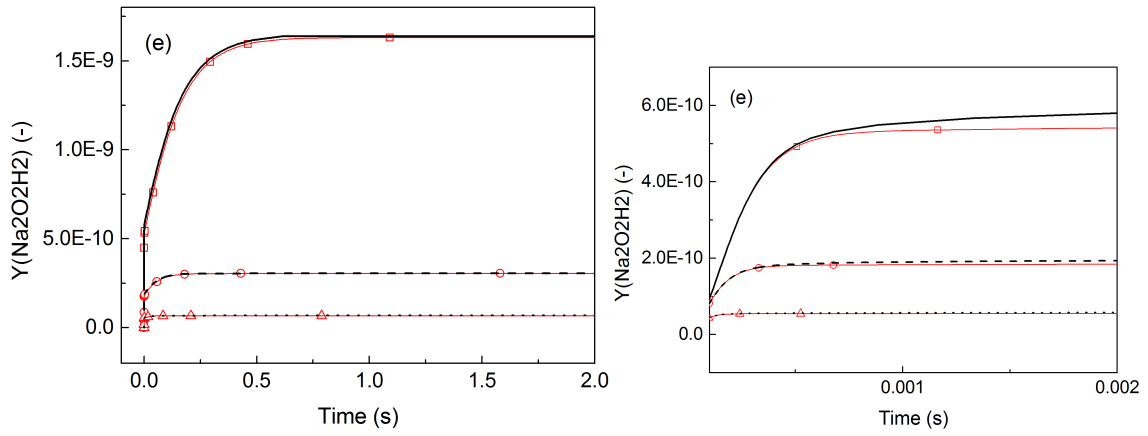 (e)
Y(Na2O2H2) (-)
1.5E-9
1.0E-9
5.0E-10
0.0
0.0 0.5 1.0 1.5 2.0
Time (s)
(e)
Y(Na2O2H2) (-)
6.0E-10
4.0E-10
2.0E-10
0.0
0.001 0.002
Time (s)